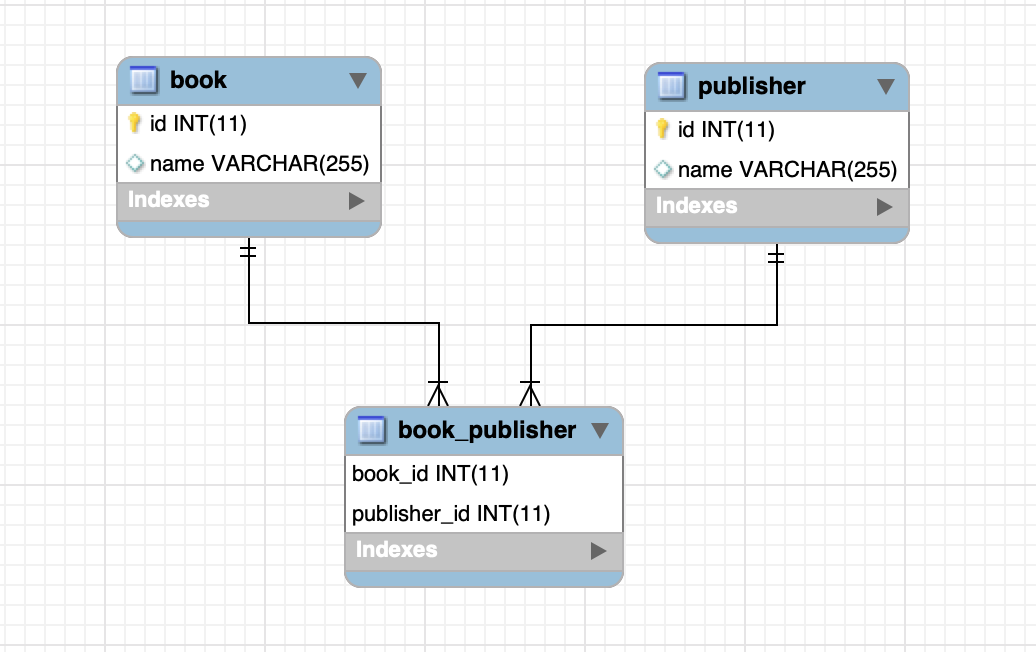 book
id INT(11)
name VARCHAR(255)
Indexes
publisher
id INT(11)
name VARCHAR(255)
Indexes
book_publisher
book_id INT(11)
publisher_id INT(11)
Indexes